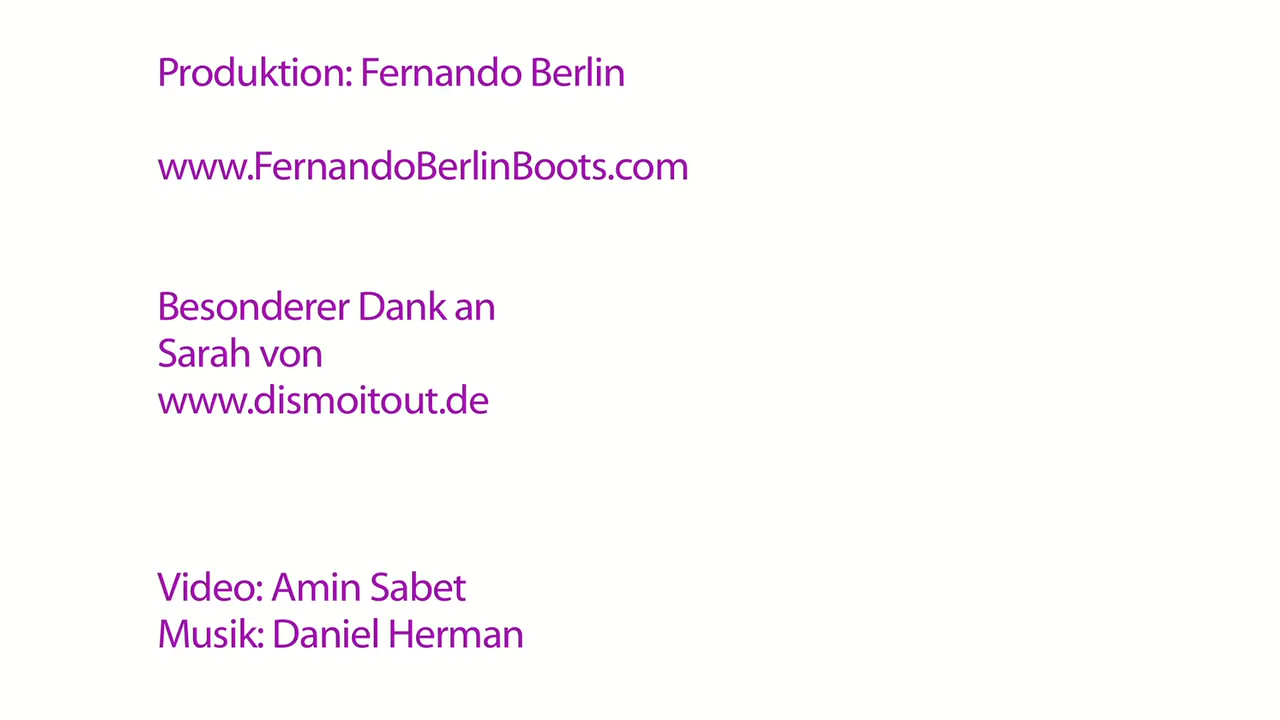 Produktion: Fernando Berlin
www.FernandoBerlinBoots.com
Besonderer Dank an
Sarah von
www.dismoitout.de
Video: Amin Sabet
Musik: Daniel Herman